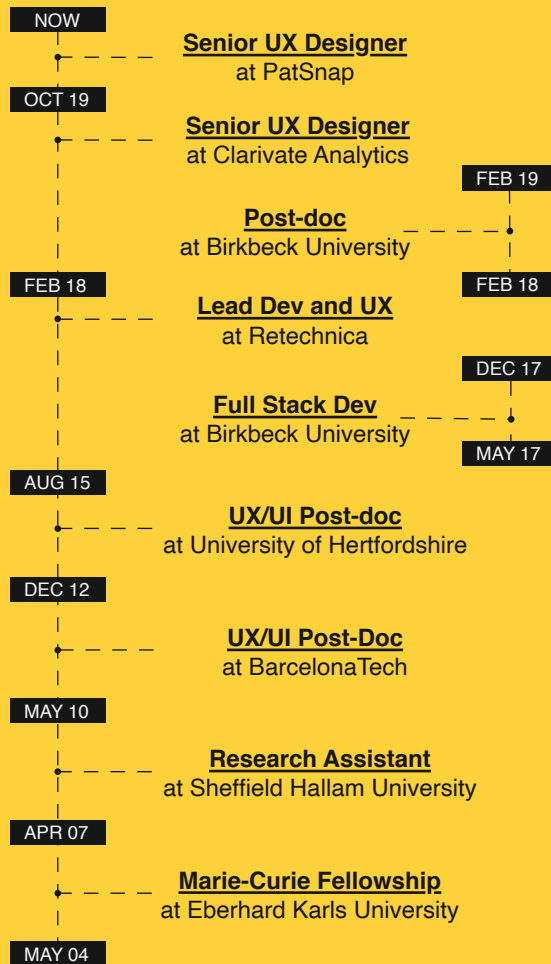 NOW
Senior UX Designer
at PatSnap
OCT 19
Senior UX Designer
at Clarivate Analytics
FEB 19
Post-doc
at Birkbeck University
FEB 18
FEB 18
Lead Dev and UX
at Retechnica
DEC 17
Full Stack Dev
at Birkbeck University
MAY 17
AUG 15
UX/UI Post-doc
at University of Hertfordshire
DEC 12
UX/UI Post-Doc
at BarcelonaTech
MAY 10
Research Assistant
at Sheffield Hallam University
APR 07
Marie-Curie Fellowship
at Eberhard Karls University
MAY 04